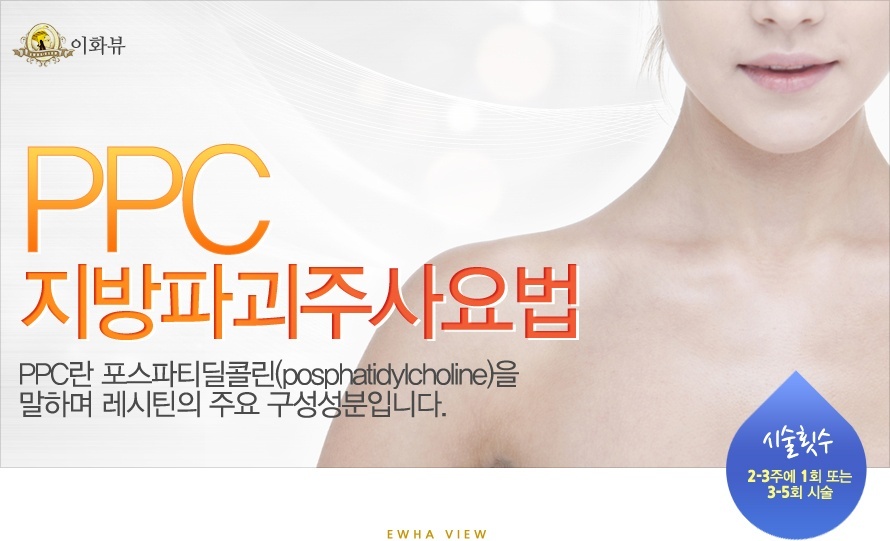 이화뷰
PPC
지방파괴주사요법
PPC란 포스파티딜콜린(posphatidylcholine)을
말하며 레시틴의 주요 구성성분입니다.
시술횟수
2-3주에 1회 또는
3-5회 시술
EWHA VIEW